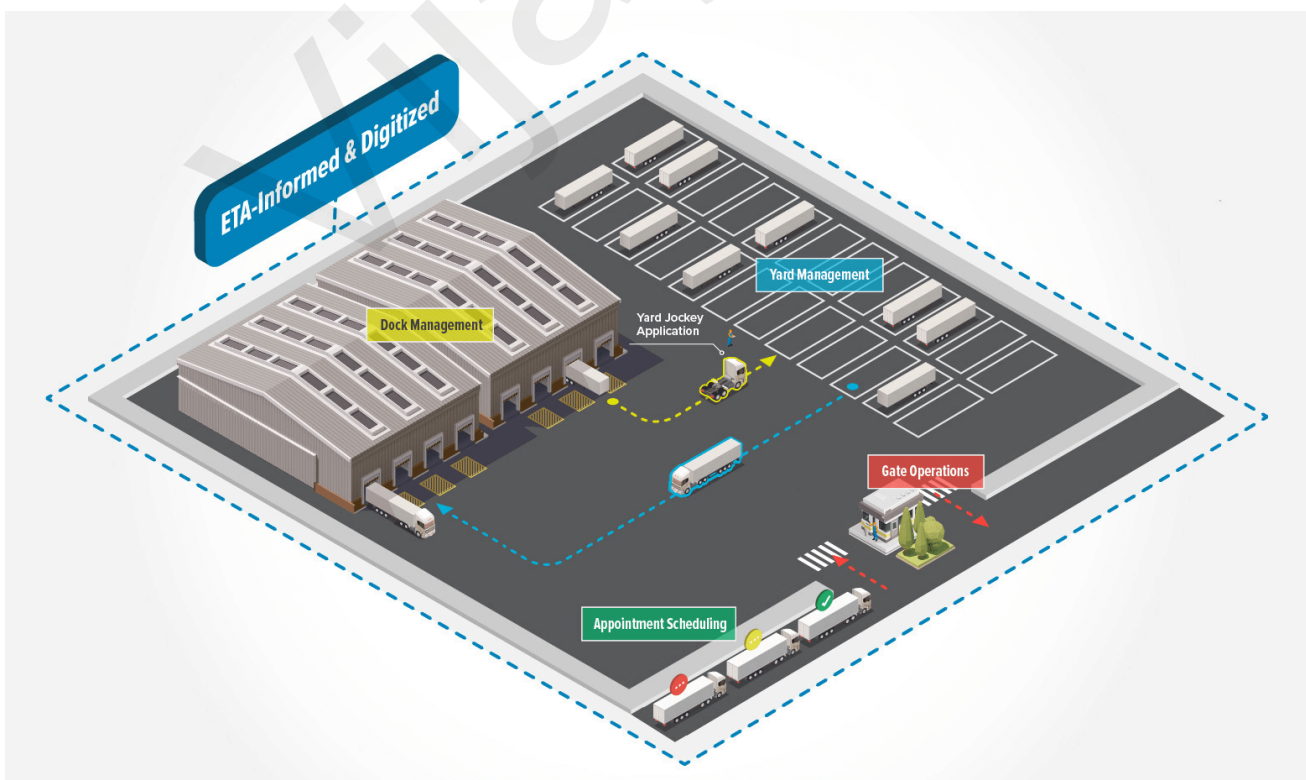 ETA-Informed & Digitized
Yard Management
Dock Management
Yard Jockey
Application
Gate Operations
Appointment Scheduling